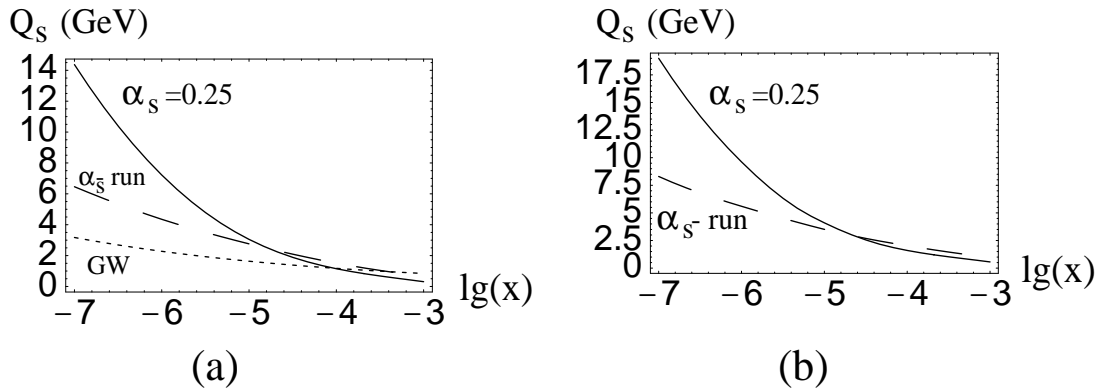 Q_s (GeV)
14
12
10
8
6
4
2
0
α_s =0.25
α_s̄ run
GW
−7 −6 −5 −4 −3
lg(x)
(a)
Q_s (GeV)
17.5
15
12.5
10
7.5
5
2.5
0
α_s =0.25
α_s- run
−7 −6 −5 −4 −3
lg(x)
(b)